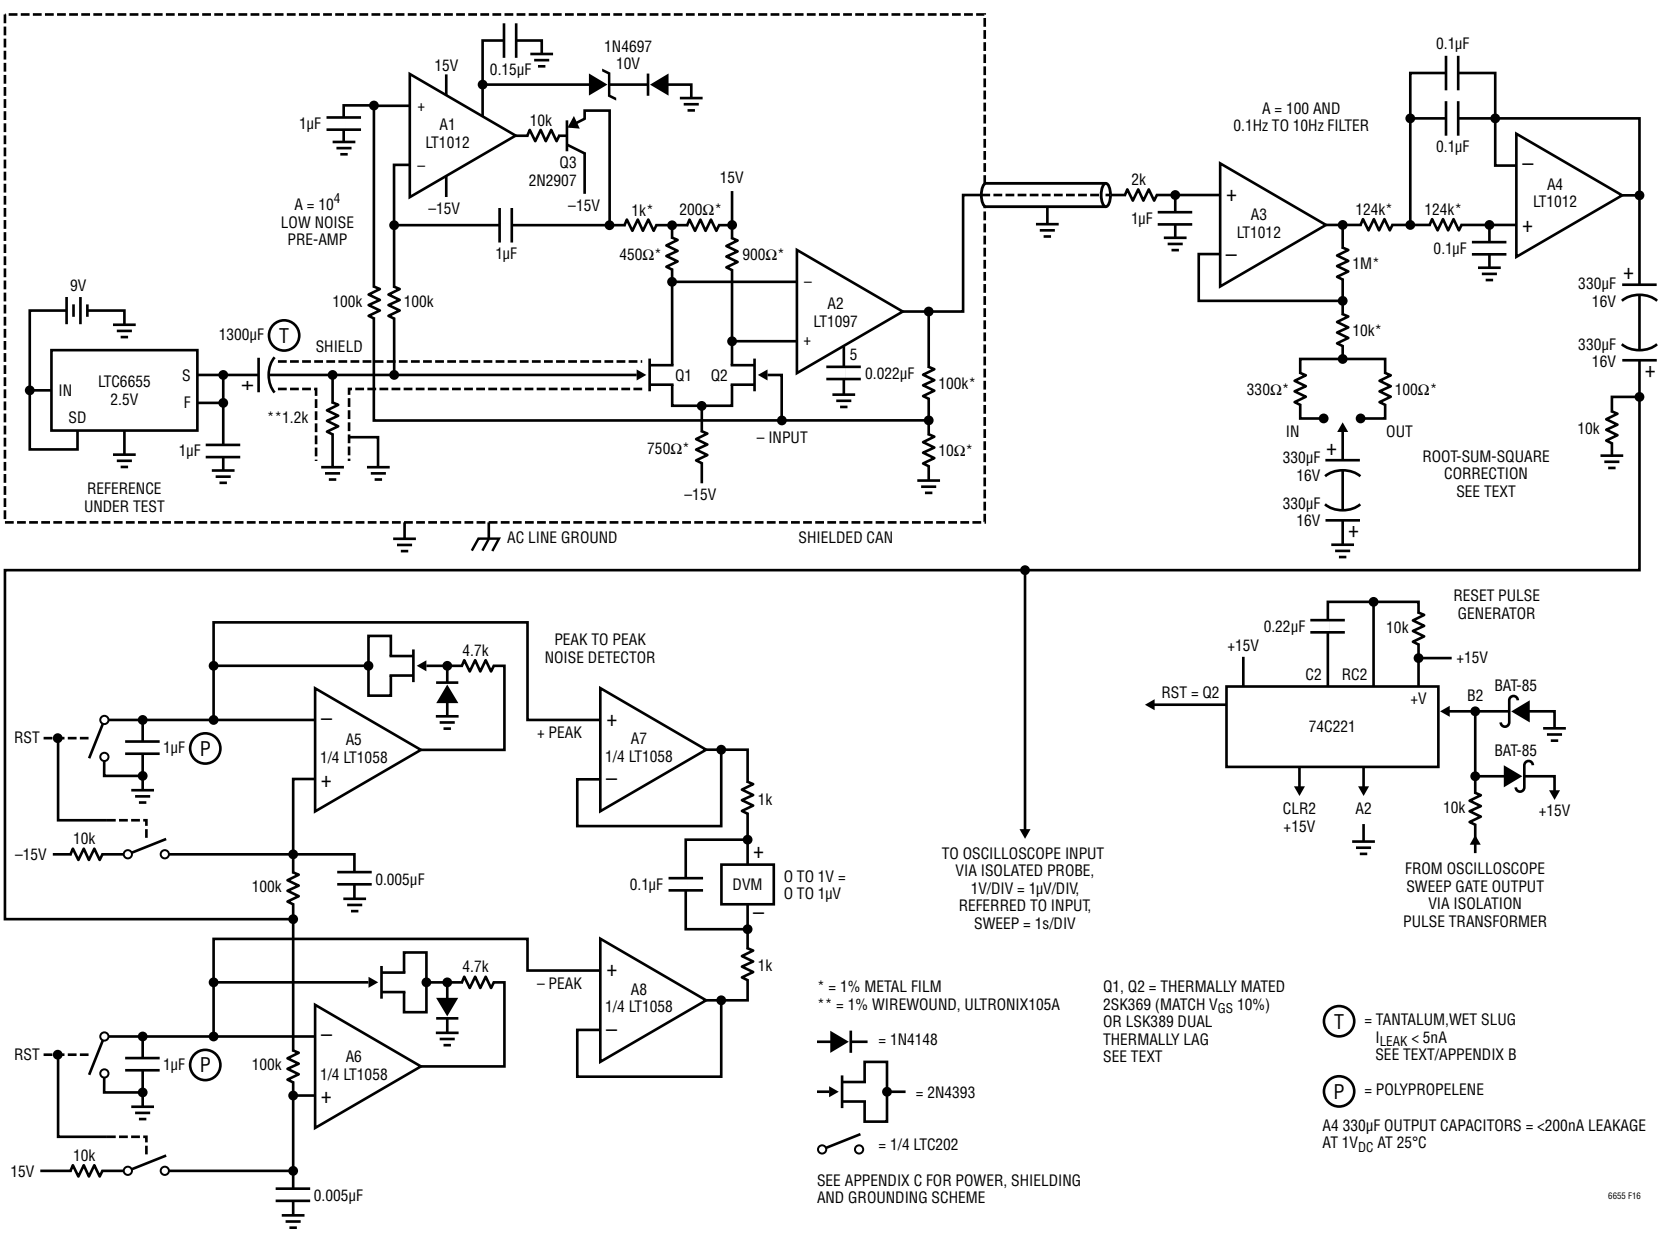 15V
0.15µF
1N4697
10V
1µF
+
A1
LT1012
–
–15V
10k
Q3
2N2907
–15V
A = 10⁴
LOW NOISE
PRE-AMP
1µF
1k*
200Ω*
15V
450Ω*
900Ω*
–
A2
LT1097
+
5
0.022µF
100k
100k
9V
1300µF
T
SHIELD
+
LTC6655
2.5V
IN
SD
S
F
1µF
**1.2k
Q1
Q2
750Ω*
–15V
– INPUT
100k*
10Ω*
REFERENCE
UNDER TEST
AC LINE GROUND
SHIELDED CAN
2k
1µF
A = 100 AND
0.1Hz TO 10Hz FILTER
+
A3
LT1012
–
1M*
10k*
330Ω*
100Ω*
IN
OUT
+
330µF
16V
330µF
16V
+
ROOT-SUM-SQUARE
CORRECTION
SEE TEXT
124k*
124k*
0.1µF
0.1µF
0.1µF
–
A4
LT1012
+
+
330µF
16V
330µF
16V
+
10k
PEAK TO PEAK
NOISE DETECTOR
4.7k
RST
1µF
P
–
A5
1/4 LT1058
+
–15V
10k
100k
0.005µF
+ PEAK
+
A7
1/4 LT1058
–
1k
+
0.1µF
DVM
O TO 1V =
O TO 1µV
–
1k
– PEAK
+
A8
1/4 LT1058
–
4.7k
RST
1µF
P
100k
–
A6
1/4 LT1058
+
15V
10k
0.005µF
TO OSCILLOSCOPE INPUT
VIA ISOLATED PROBE,
1V/DIV = 1µV/DIV,
REFERRED TO INPUT,
SWEEP = 1s/DIV
RESET PULSE
GENERATOR
0.22µF
10k
+15V
+15V
C2
RC2
+V
RST = Q2
74C221
B2
BAT-85
BAT-85
+15V
10k
CLR2
+15V
A2
FROM OSCILLOSCOPE
SWEEP GATE OUTPUT
VIA ISOLATION
PULSE TRANSFORMER
* = 1% METAL FILM
** = 1% WIREWOUND, ULTRONIX105A
= 1N4148
= 2N4393
= 1/4 LTC202
SEE APPENDIX C FOR POWER, SHIELDING
AND GROUNDING SCHEME
Q1, Q2 = THERMALLY MATED
2SK369 (MATCH VGS 10%)
OR LSK389 DUAL
THERMALLY LAG
SEE TEXT
T = TANTALUM,WET SLUG
ILEAK < 5nA
SEE TEXT/APPENDIX B
P = POLYPROPELENE
A4 330µF OUTPUT CAPACITORS = <200nA LEAKAGE
AT 1VDC AT 25°C
6655 F16